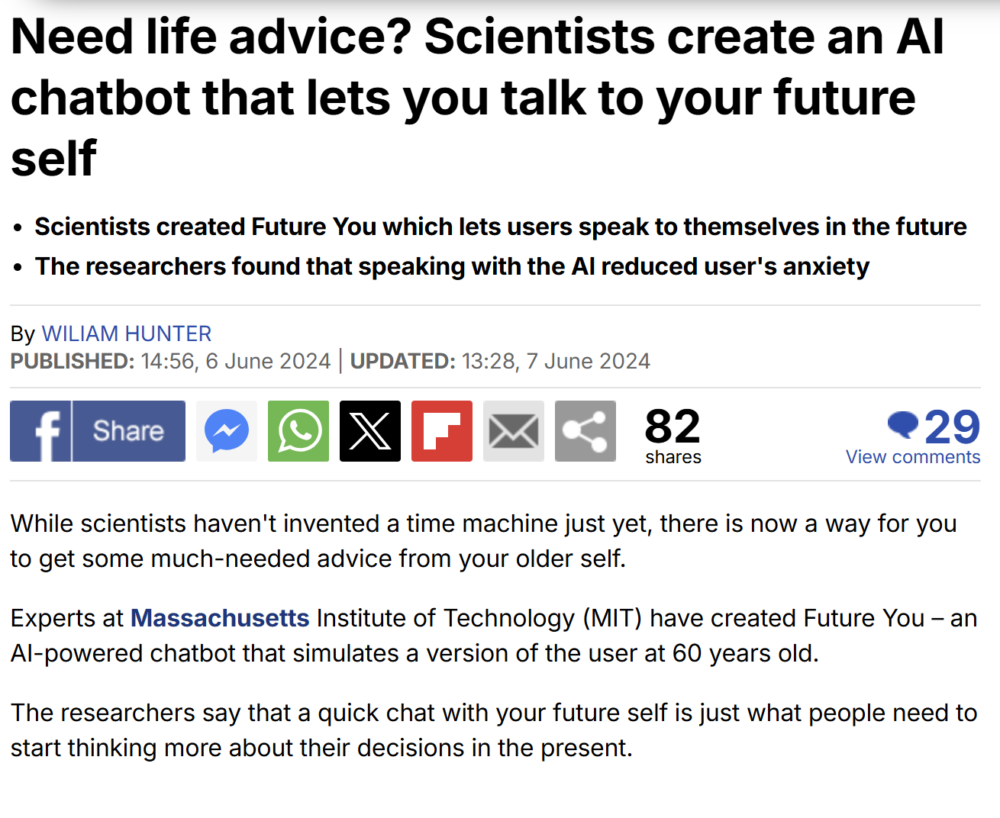 Need life advice? Scientists create an AI
chatbot that lets you talk to your future
self
• Scientists created Future You which lets users speak to themselves in the future
• The researchers found that speaking with the AI reduced user's anxiety
By WILIAM HUNTER
PUBLISHED: 14:56, 6 June 2024 | UPDATED: 13:28, 7 June 2024
f Share
82
shares
29
View comments
While scientists haven't invented a time machine just yet, there is now a way for you
to get some much-needed advice from your older self.
Experts at Massachusetts Institute of Technology (MIT) have created Future You – an
AI-powered chatbot that simulates a version of the user at 60 years old.
The researchers say that a quick chat with your future self is just what people need to
start thinking more about their decisions in the present.